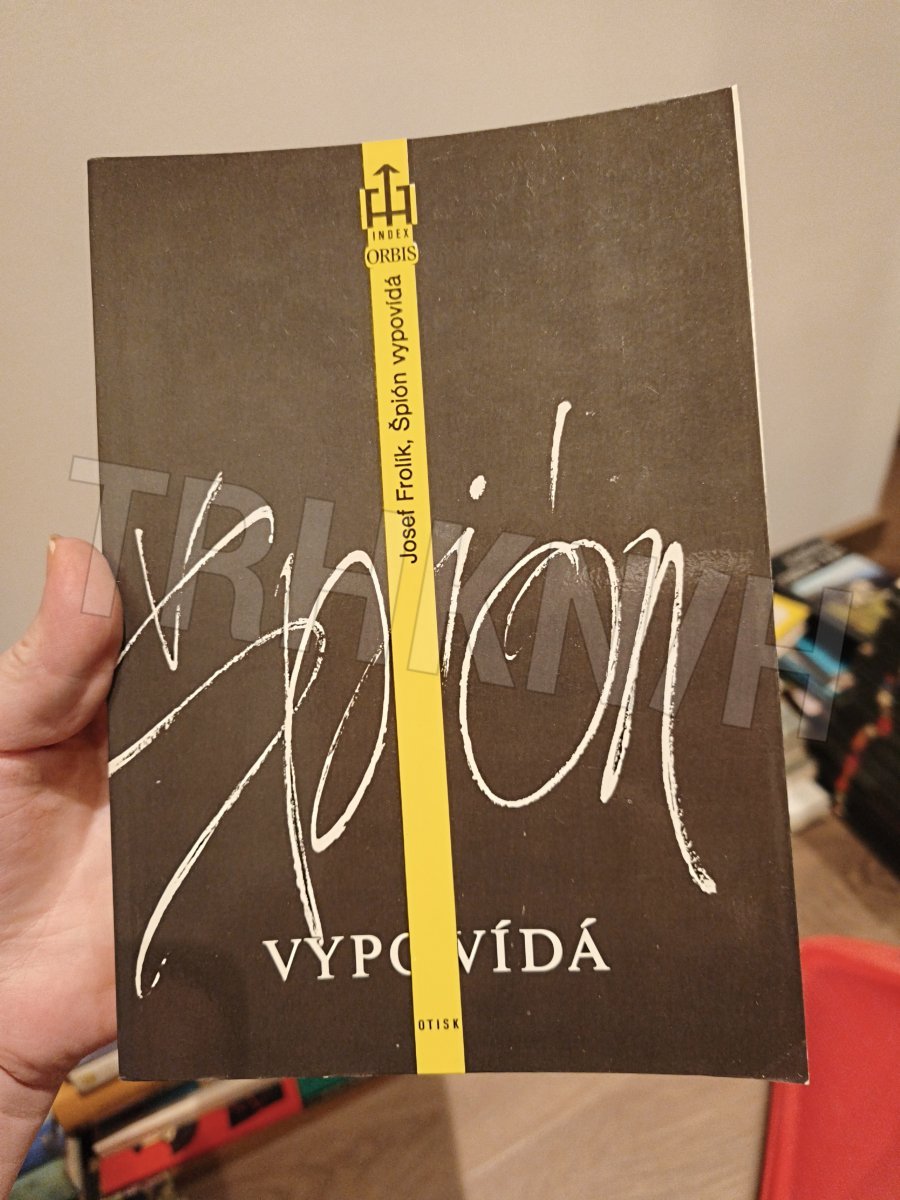 INDEX
ORBIS
Josef Frolík, Špión vypovídá
Špión
VYPOVÍDÁ
OTISK
TRHKNIH